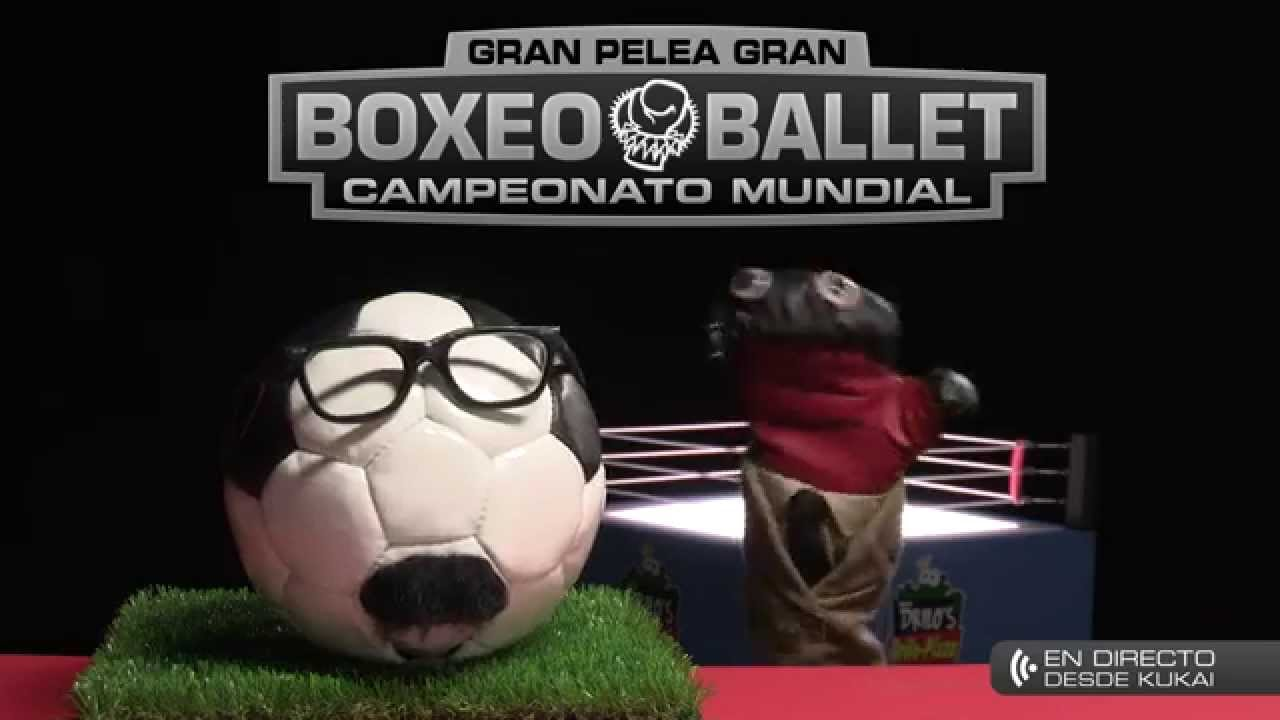 GRAN PELEA GRAN
BOXEO BALLET
CAMPEONATO MUNDIAL
EN DIRECTO
DESDE KUKAI